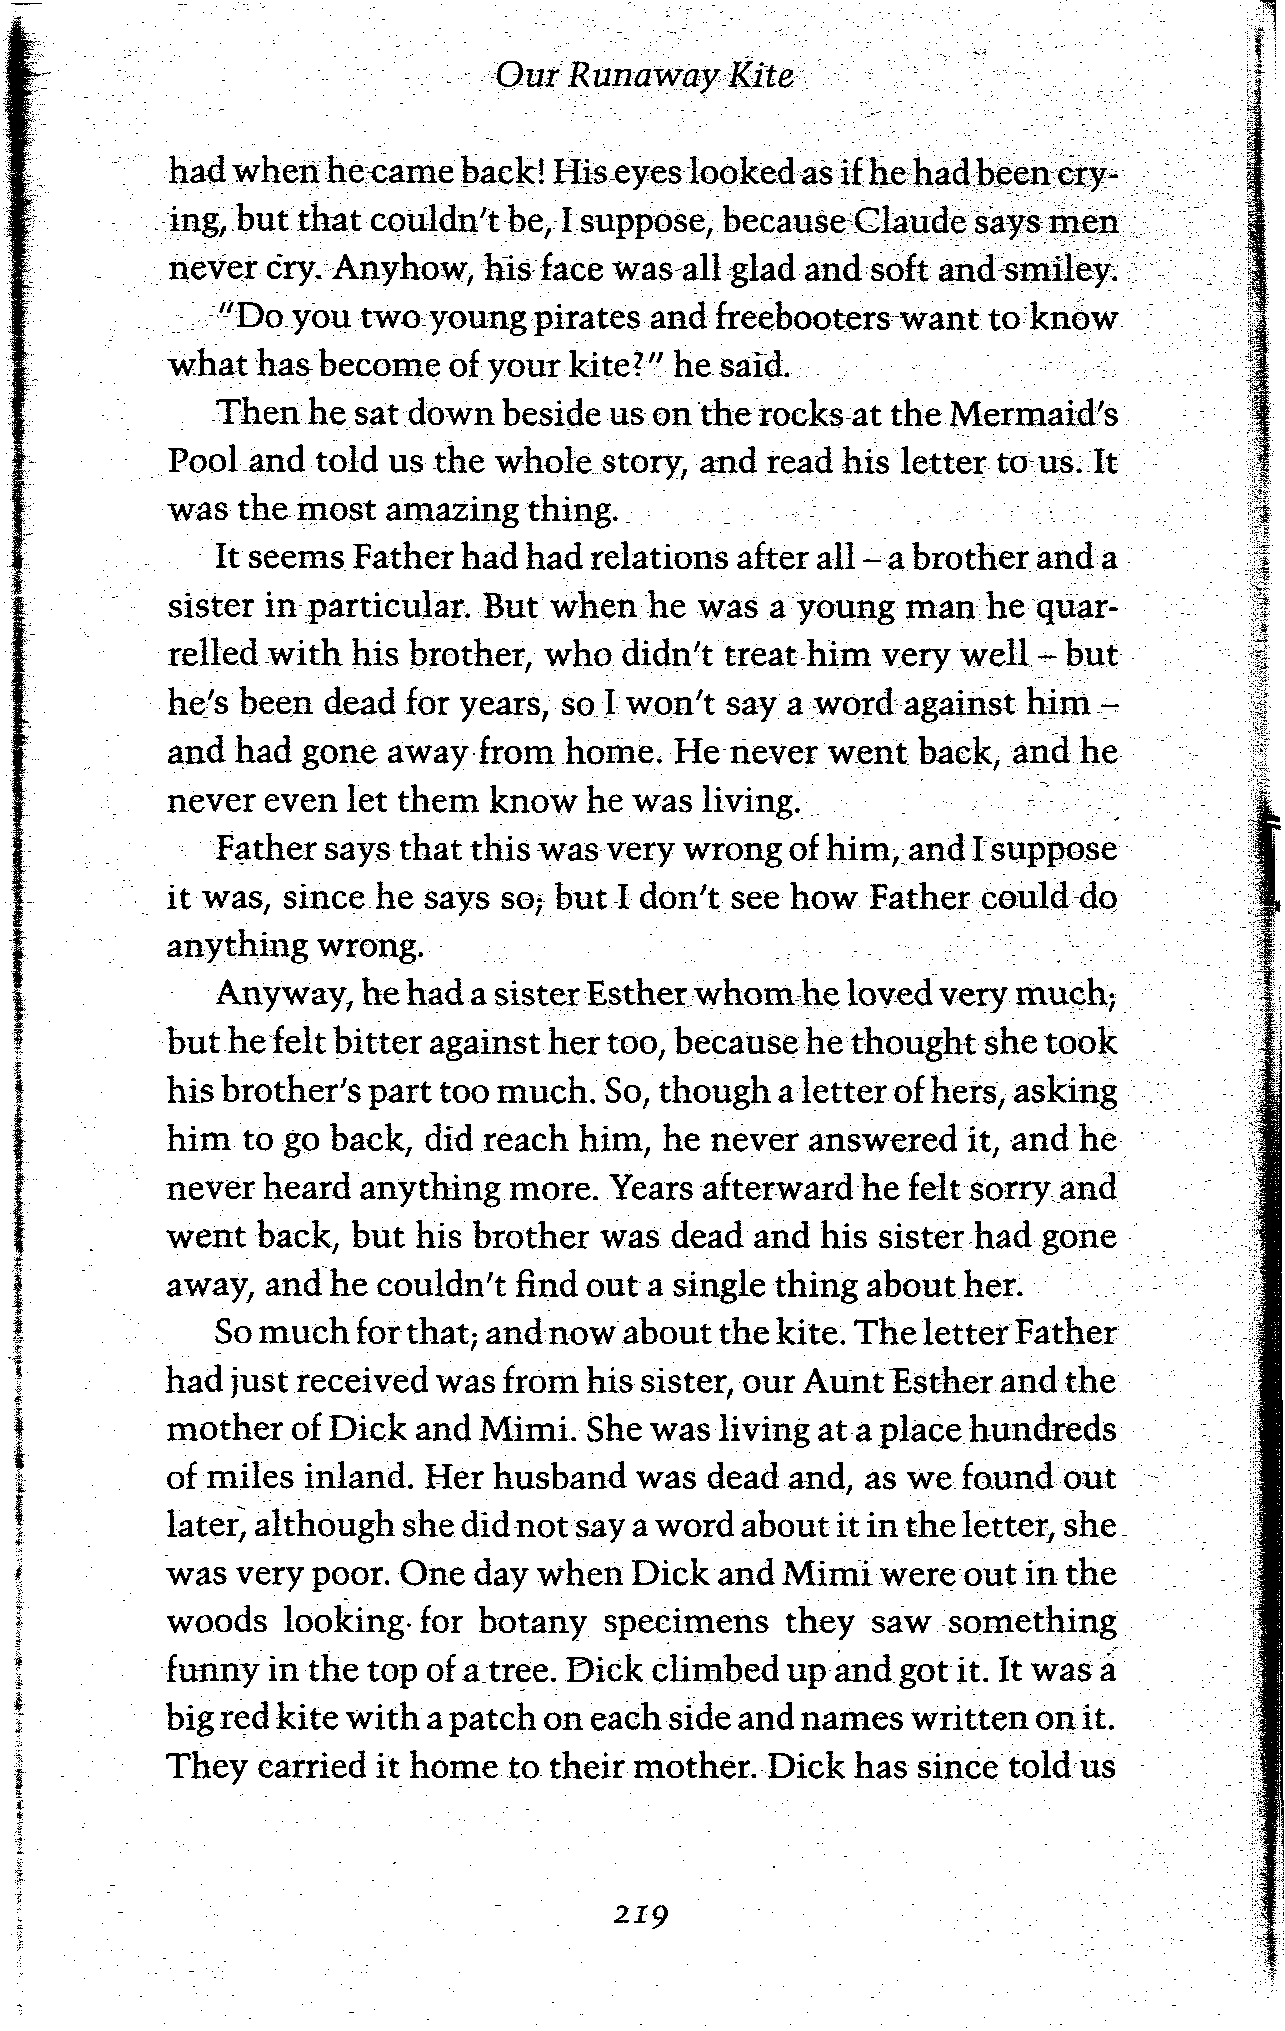 Our Runaway Kite
had when he came back! His eyes looked as if he had been cry-
ing, but that couldn't be, I suppose, because Claude says men
never cry. Anyhow, his face was all glad and soft and smiley.
"Do you two young pirates and freebooters want to know
what has become of your kite?" he said.
Then he sat down beside us on the rocks at the Mermaid's
Pool and told us the whole story, and read his letter to us. It
was the most amazing thing.
It seems Father had had relations after all – a brother and a
sister in particular. But when he was a young man he quar-
relled with his brother, who didn't treat him very well – but
he's been dead for years, so I won't say a word against him –
and had gone away from home. He never went back, and he
never even let them know he was living.
Father says that this was very wrong of him, and I suppose
it was, since he says so; but I don't see how Father could do
anything wrong.
Anyway, he had a sister Esther whom he loved very much;
but he felt bitter against her too, because he thought she took
his brother's part too much. So, though a letter of hers, asking
him to go back, did reach him, he never answered it, and he
never heard anything more. Years afterward he felt sorry and
went back, but his brother was dead and his sister had gone
away, and he couldn't find out a single thing about her.
So much for that; and now about the kite. The letter Father
had just received was from his sister, our Aunt Esther and the
mother of Dick and Mimi. She was living at a place hundreds
of miles inland. Her husband was dead and, as we found out
later, although she did not say a word about it in the letter, she
was very poor. One day when Dick and Mimi were out in the
woods looking for botany specimens they saw something
funny in the top of a tree. Dick climbed up and got it. It was a
big red kite with a patch on each side and names written on it.
They carried it home to their mother. Dick has since told us
219